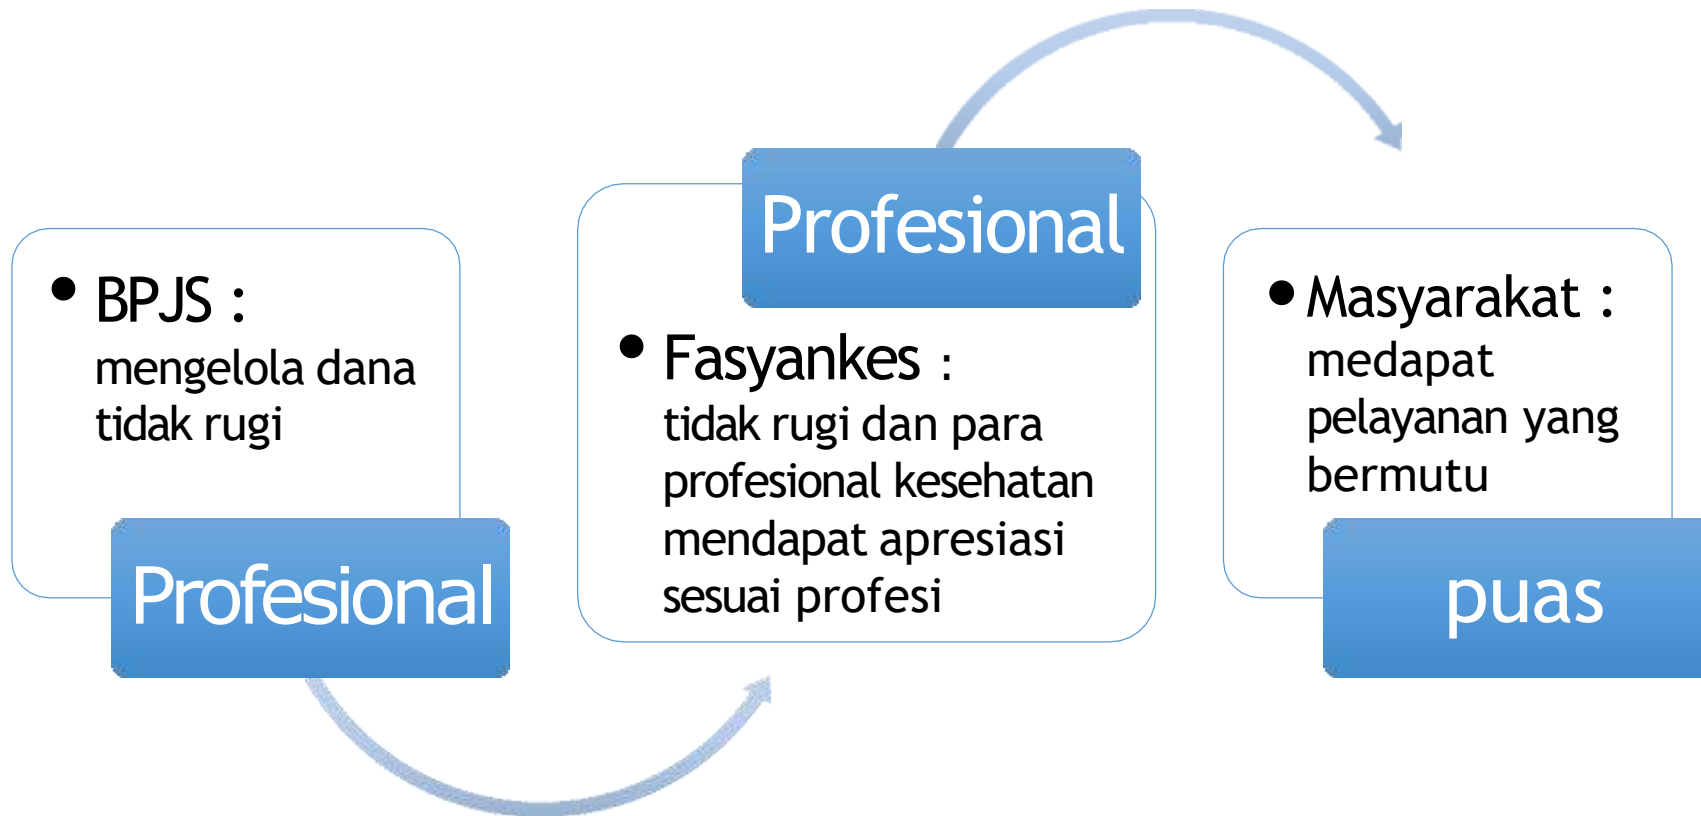 • BPJS :
mengelola dana
tidak rugi
Profesional
Profesional
• Fasyankes :
tidak rugi dan para
profesional kesehatan
mendapat apresiasi
sesuai profesi
• Masyarakat :
medapat
pelayanan yang
bermutu
puas